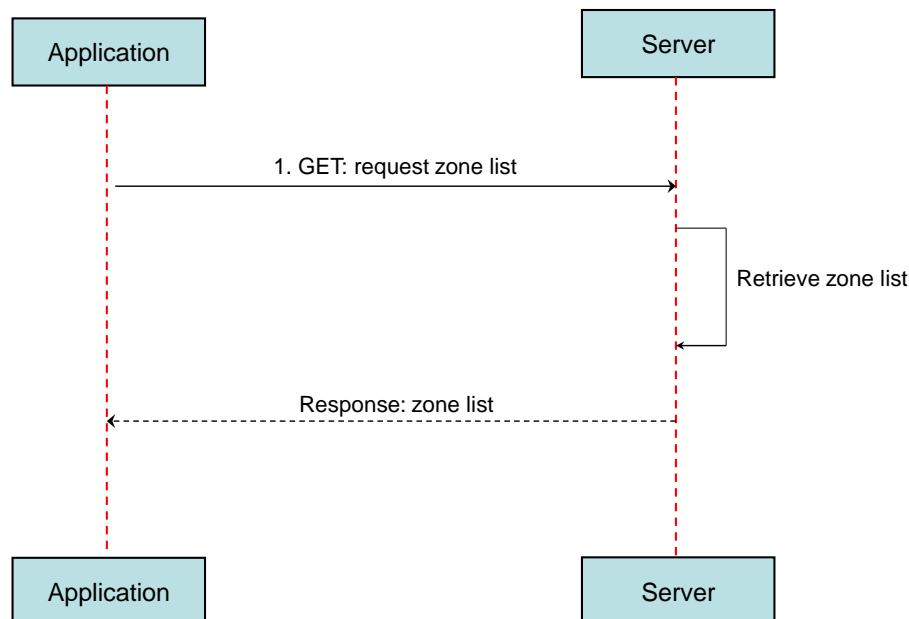 Application
Server
1. GET: request zone list
Retrieve zone list
Response: zone list
Application
Server